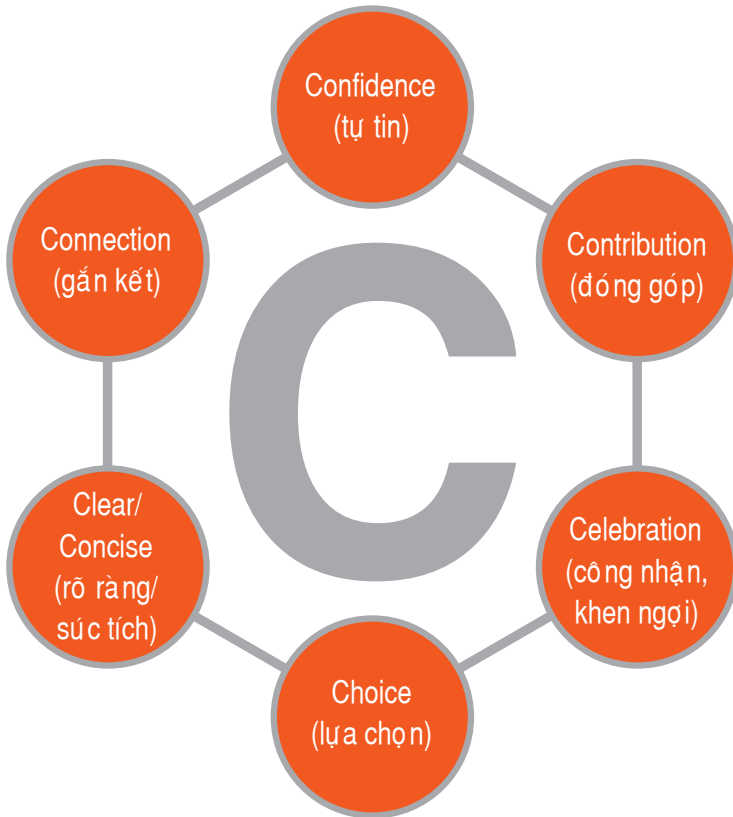 Confidence
(tự tin)
Connection
(gắn kết)
Contribution
(đóng góp)
C
Clear/
Concise
(rõ ràng/
súc tích)
Celebration
(công nhận,
khen ngợi)
Choice
(lựa chọn)